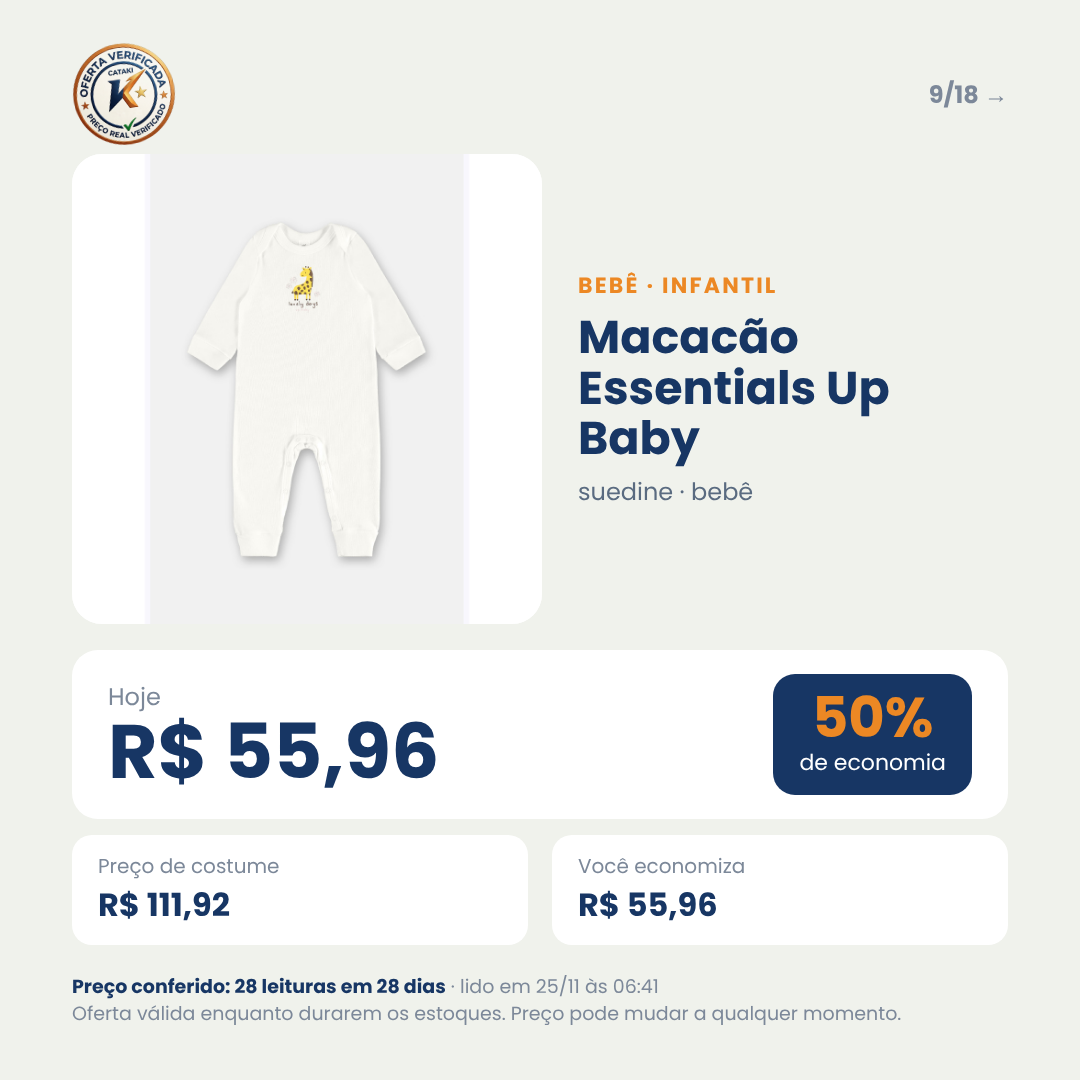 OFERTA VERIFICADA
CATAKI
K
PREÇO REAL VERIFICADO
9/18 →
BEBÊ · INFANTIL
Macacão
Essentials Up
Baby
suedine · bebê
Hoje
R$ 55,96
50%
de economia
Preço de costume
R$ 111,92
Você economiza
R$ 55,96
Preço conferido: 28 leituras em 28 dias · lido em 25/11 às 06:41
Oferta válida enquanto durarem os estoques. Preço pode mudar a qualquer momento.